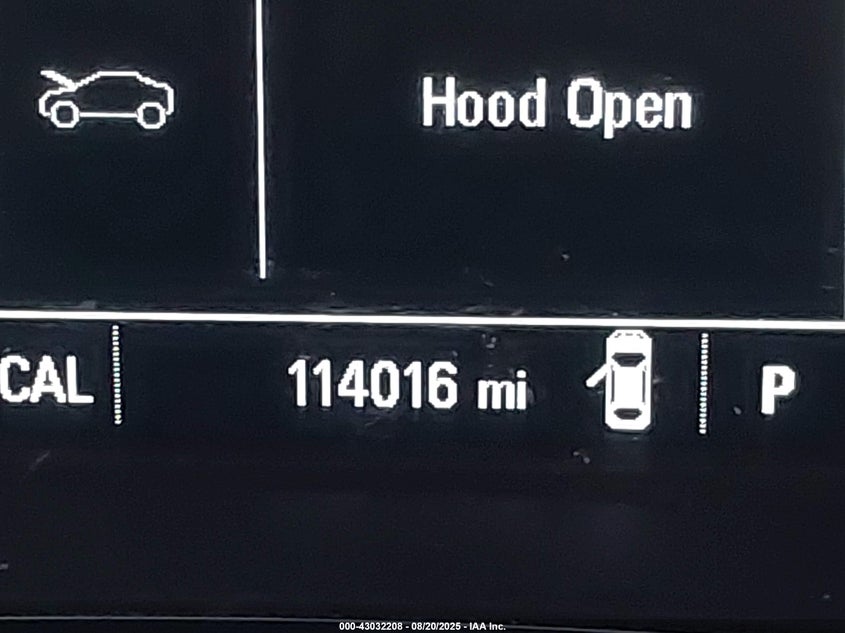 Hood Open
CAL 114016 mi P
000-43032208 - 08/20/2025 - IAA Inc.